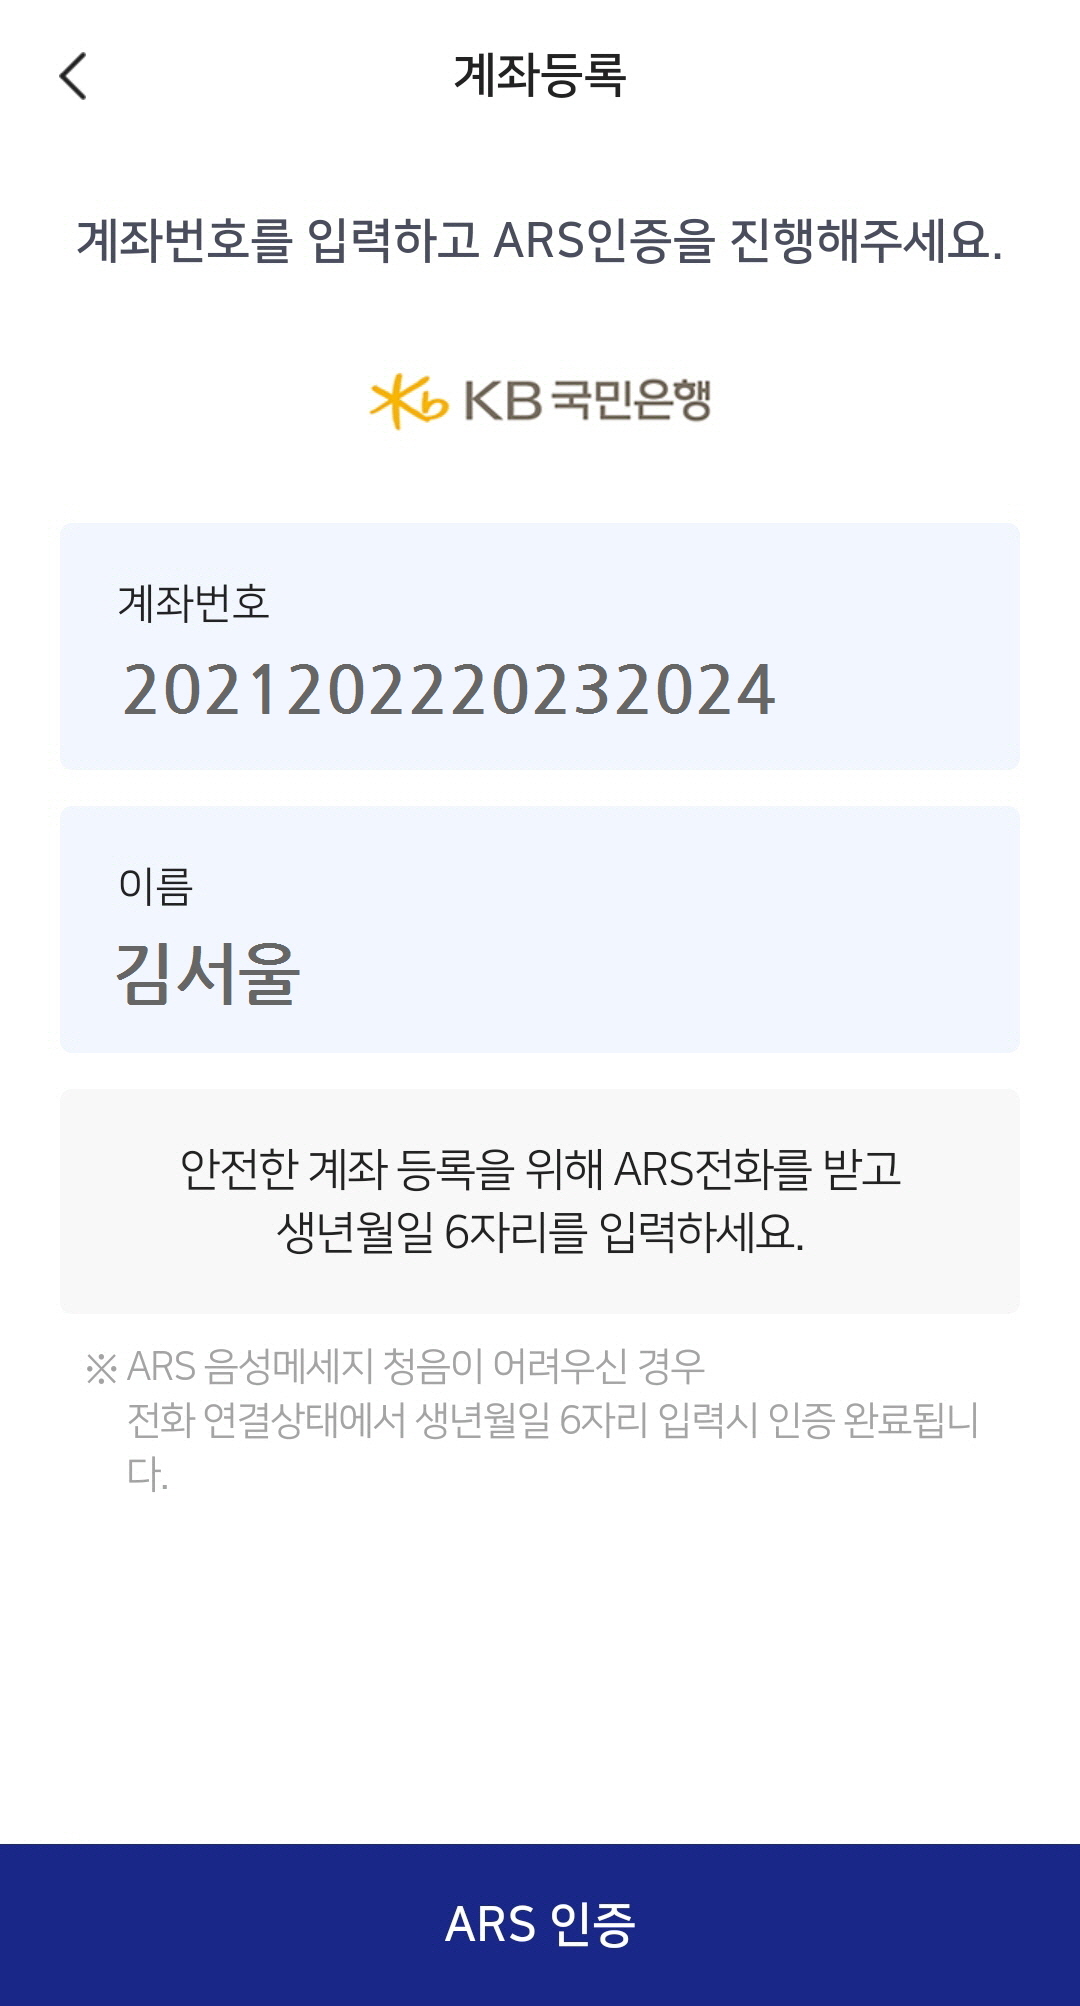 계좌등록
계좌번호를 입력하고 ARS인증을 진행해주세요.
KB 국민은행
계좌번호
2021202220232024
이름
김서울
안전한 계좌 등록을 위해 ARS전화를 받고
생년월일 6자리를 입력하세요.
※ ARS 음성메세지 청음이 어려우신 경우
전화 연결상태에서 생년월일 6자리 입력시 인증 완료됩니
다.
ARS 인증